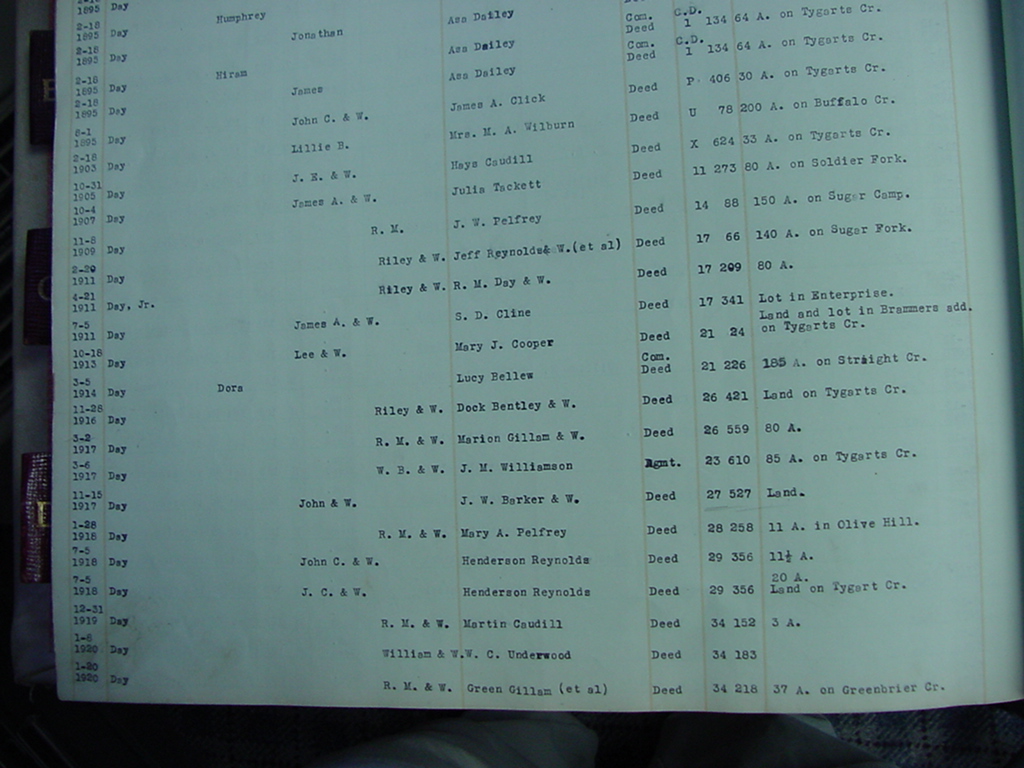 1895 Day
2-18
1895 Day Humphrey
2-18 Com. C.D.
1895 Day Jonathan Asa Dailey Deed 1 134 64 A. on Tygarts Cr.
2-18 Com. C.D.
1895 Day Hiram Asa Dailey Deed 1 134 64 A. on Tygarts Cr.
2-18
1895 Day James Asa Dailey Deed P 406 30 A. on Tygarts Cr.
8-1
1895 Day John C. & W. James A. Click Deed U 78 200 A. on Buffalo Cr.
2-18
1903 Day Lillie B. Mrs. M. A. Wilburn Deed X 624 33 A. on Tygarts Cr.
10-31
1905 Day J. E. & W. Hays Caudill Deed 11 273 80 A. on Soldier Fork.
10-4
1907 Day James A. & W. Julia Tackett Deed 14 88 150 A. on Sugar Camp.
11-8
1909 Day R. M. J. W. Pelfrey Deed 17 66 140 A. on Sugar Fork.
2-20
1911 Day Riley & W. Jeff Reynolds& W.(et al) Deed 17 209 80 A.
4-21
1911 Day, Jr. Riley & W. R. M. Day & W. Deed 17 341 Lot in Enterprise.
7-5 Land and lot in Brammers add.
1911 Day James A. & W. S. D. Cline Deed 21 24 on Tygarts Cr.
10-18 Com.
1913 Day Lee & W. Mary J. Cooper Deed 21 226 185 A. on Straight Cr.
3-5
1914 Day Dora Lucy Bellew Deed 26 421 Land on Tygarts Cr.
11-28
1916 Day Riley & W. Dock Bentley & W. Deed 26 559 80 A.
3-2
1917 Day R. M. & W. Marion Gillam & W. Agmt. 23 610 85 A. on Tygarts Cr.
3-6
1917 Day W. B. & W. J. M. Williamson
11-15
1917 Day John & W. J. W. Barker & W. Deed 27 527 Land.
1-28
1918 Day R. M. & W. Mary A. Pelfrey Deed 28 258 11 A. in Olive Hill.
7-5
1918 Day John C. & W. Henderson Reynolds Deed 29 356 11½ A.
7-5 20 A.
1918 Day J. C. & W. Henderson Reynolds Deed 29 356 Land on Tygart Cr.
12-31
1919 Day R. M. & W. Martin Caudill Deed 34 152 3 A.
1-8
1920 Day William & W. W. C. Underwood Deed 34 183
1-20
1920 Day R. M. & W. Green Gillam (et al) Deed 34 218 37 A. on Greenbrier Cr.